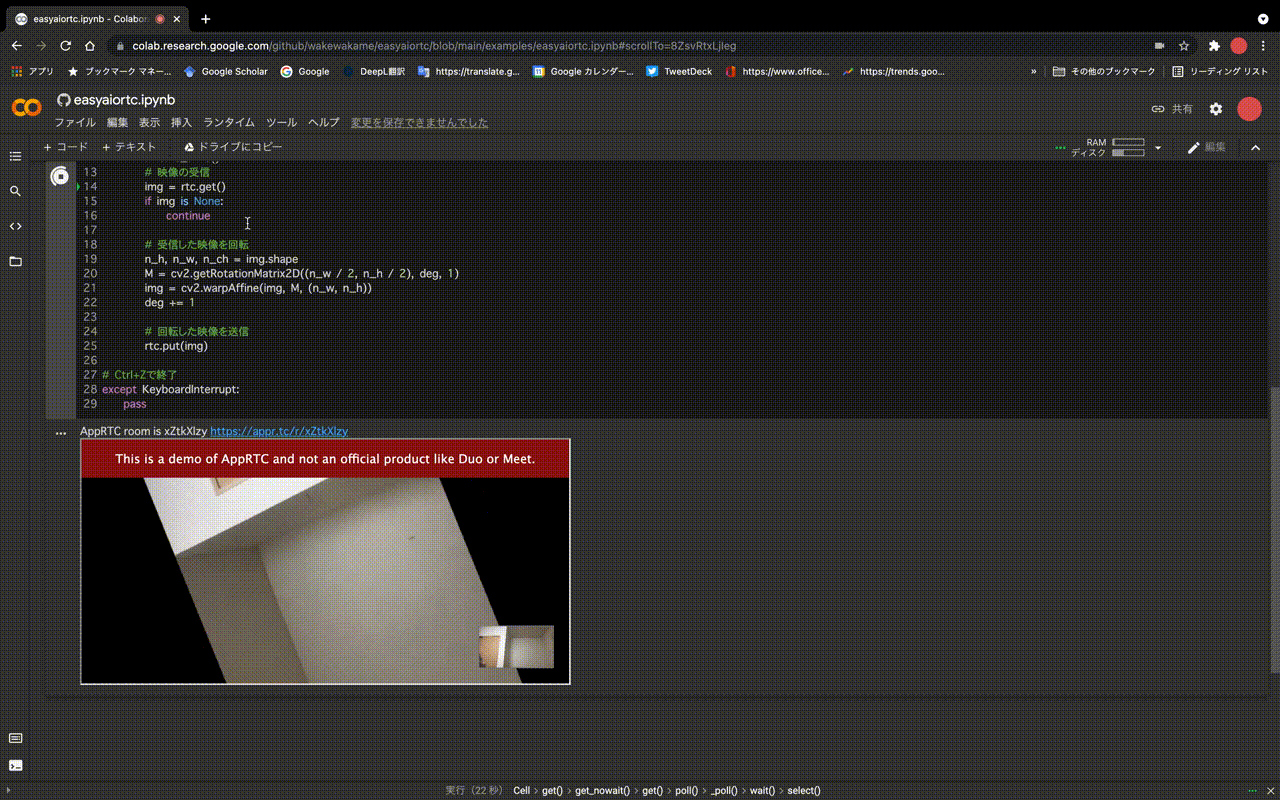 easyaiortc.ipynb - Colabor
colab.research.google.com/github/wakewakame/easyaiortc/blob/main/examples/easyaiortc.ipynb#scrollTo=8ZsvRtxLjIeg
アプリ ブックマーク マネー... Google Scholar Google DeepL翻訳 https://translate.g... Google カレンダー... TweetDeck https://www.office... https://trends.goo... » その他のブックマーク リーディング リスト
easyaiortc.ipynb
ファイル 編集 表示 挿入 ランタイム ツール ヘルプ 変更を保存できませんでした
共有
+ コード + テキスト ドライブにコピー
RAM
ディスク
編集
13 # 映像の受信
14 img = rtc.get()
15 if img is None:
16 continue
17
18 # 受信した映像を回転
19 n_h, n_w, n_ch = img.shape
20 M = cv2.getRotationMatrix2D((n_w / 2, n_h / 2), deg, 1)
21 img = cv2.warpAffine(img, M, (n_w, n_h))
22 deg += 1
23
24 # 回転した映像を送信
25 rtc.put(img)
26
27 # Ctrl+Zで終了
28 except KeyboardInterrupt:
29 pass
AppRTC room is xZtkXlzy https://appr.tc/r/xZtkXlzy
This is a demo of AppRTC and not an official product like Duo or Meet.
実行（22 秒） Cell > get() > get_nowait() > get() > poll() > _poll() > wait() > select()